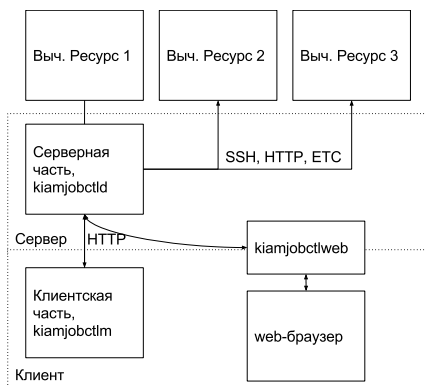 Выч. Ресурс 1
Выч. Ресурс 2
Выч. Ресурс 3
Серверная
часть,
kiamjobctld
SSH, HTTP, ETC
Сервер
HTTP
kiamjobctlweb
Клиентская
часть,
kiamjobctlm
web-браузер
Клиент